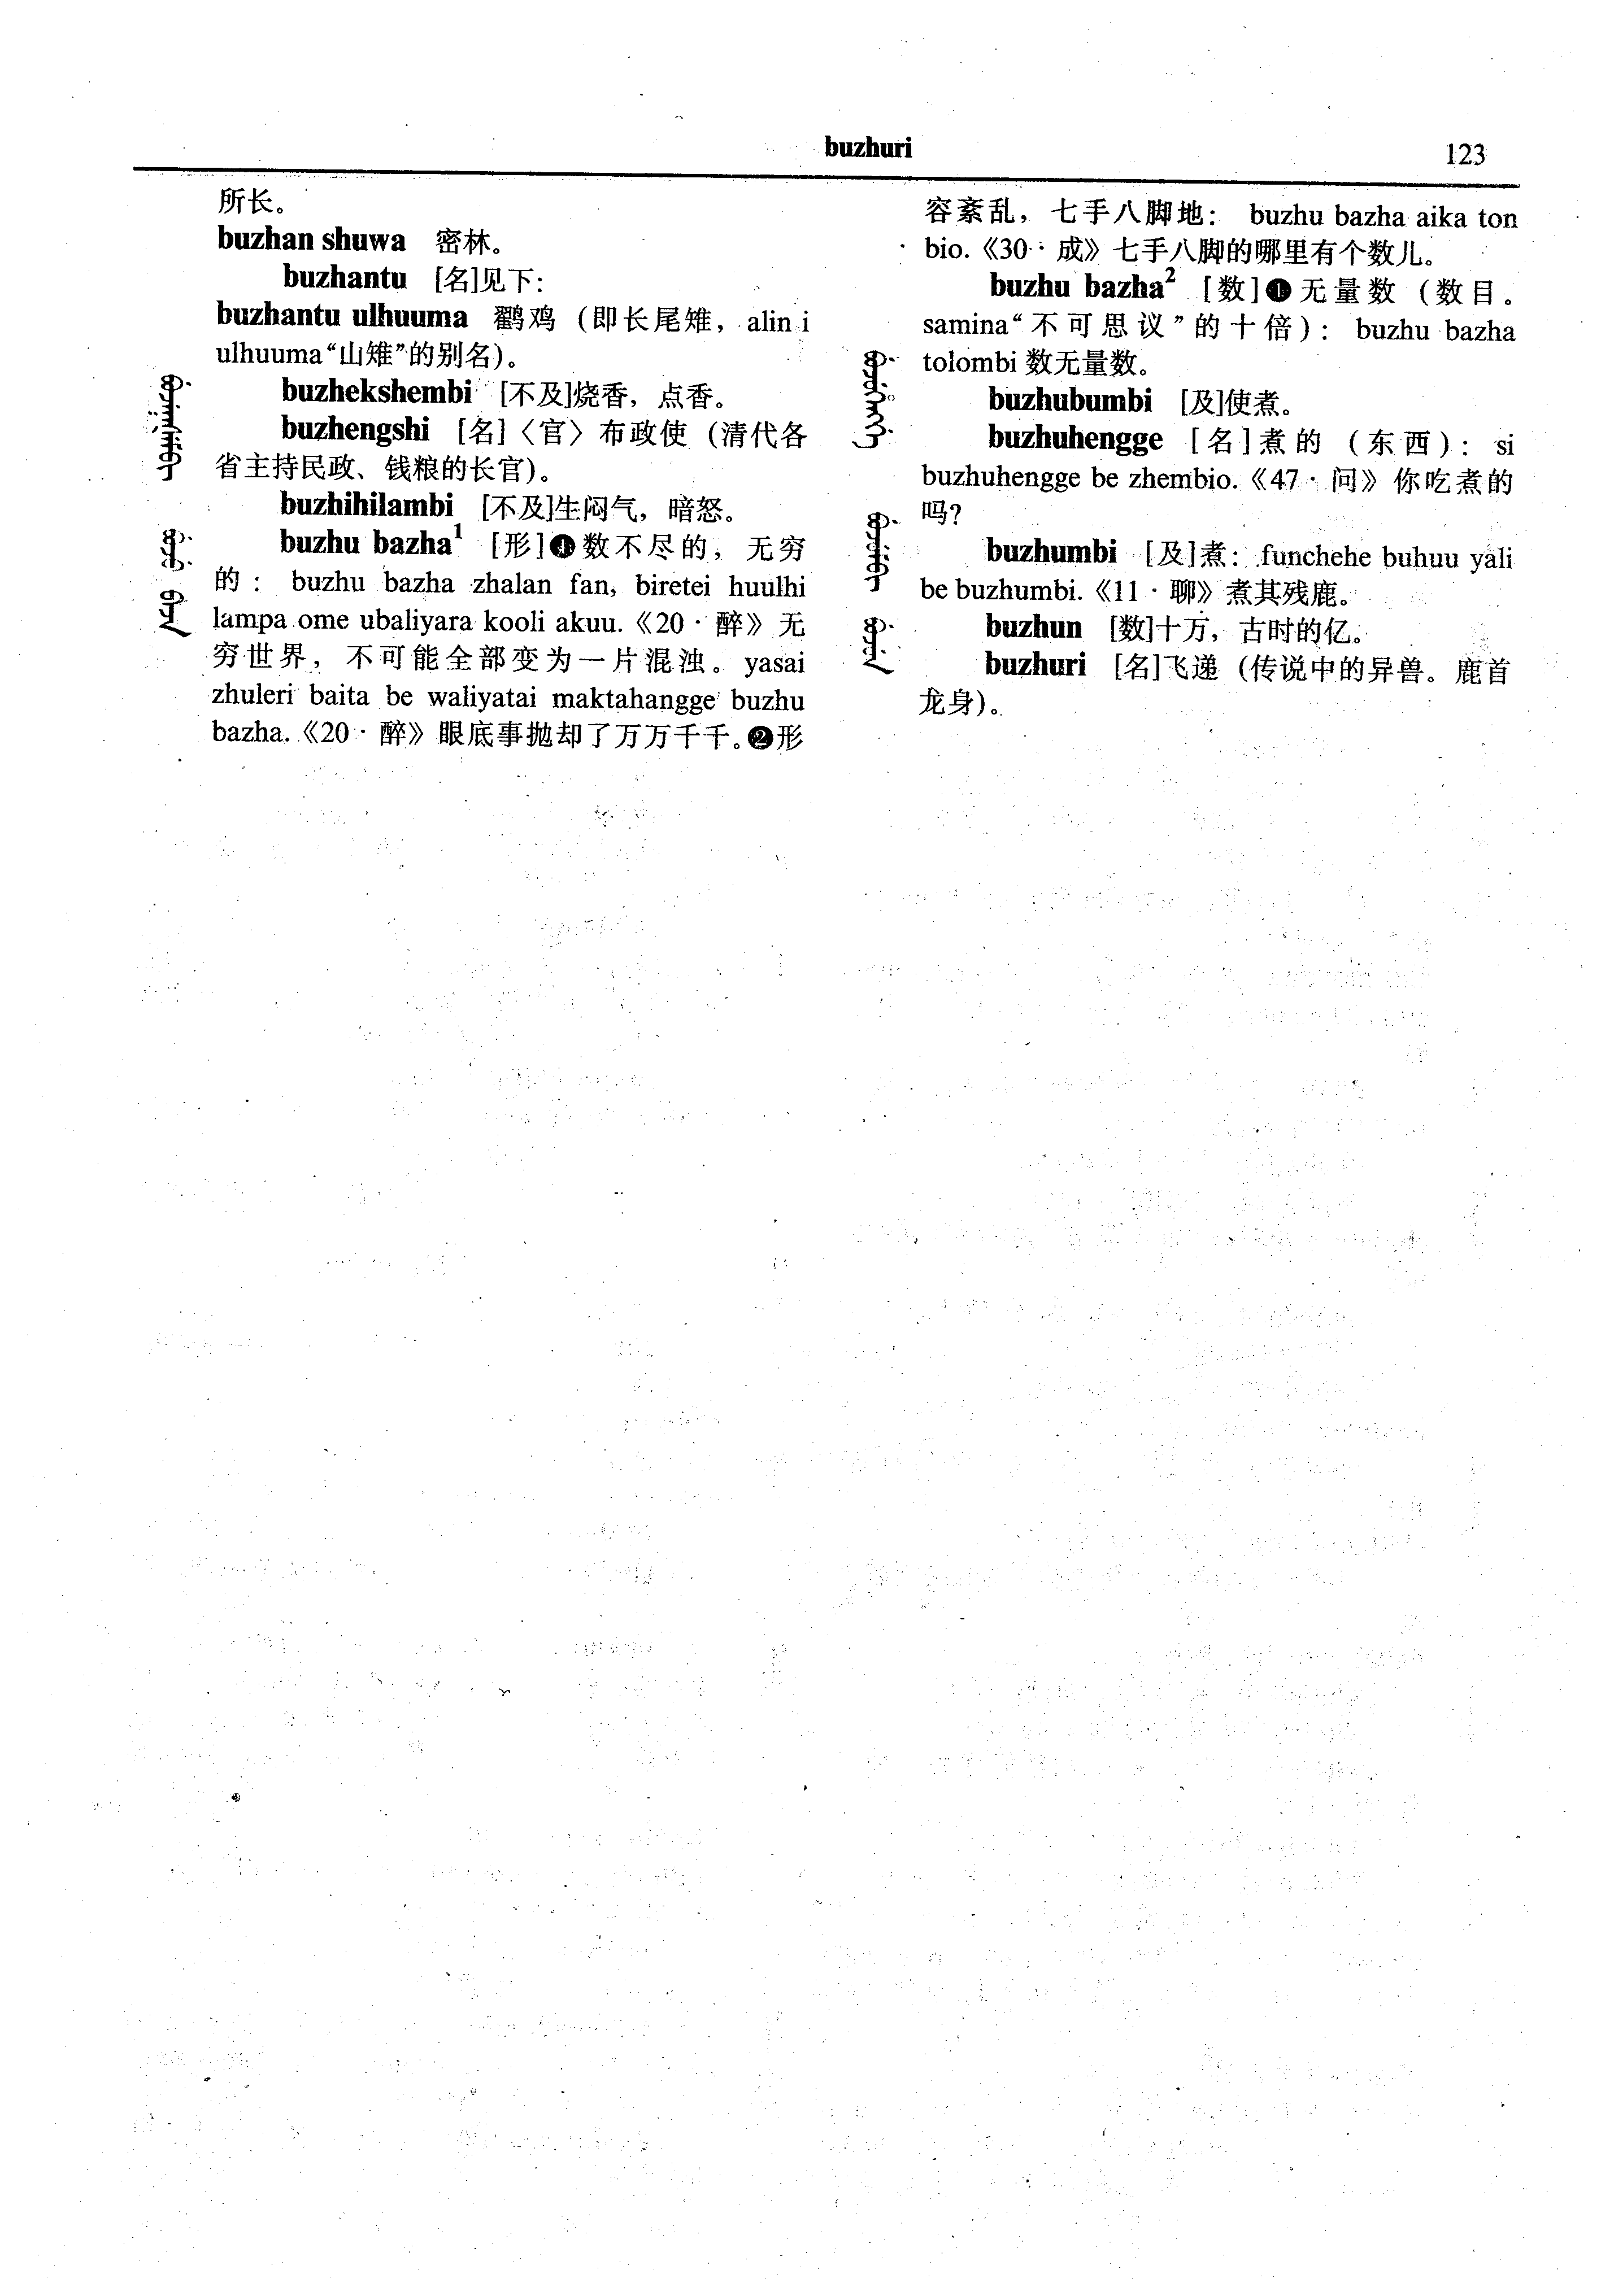 buzhuri
123
所长。
buzhan shuwa 密林。
buzhantu [名]见下：
buzhantu ulhuuma 鹳鸡（即长尾雉，alin i
ulhuuma“山雉”的别名）。
buzhekshembi [不及]烧香，点香。
buzhengshi [名]〈官〉布政使（清代各
省主持民政、钱粮的长官）。
buzhihilambi [不及]生闷气，暗怒。
buzhu bazha¹ [形]❶数不尽的，无穷
的：buzhu bazha zhalan fan, biretei huulhi
lampa ome ubaliyara kooli akuu.《20·醉》无
穷世界，不可能全部变为一片混浊。yasai
zhuleri baita be waliyatai maktahangge buzhu
bazha.《20·醉》眼底事抛却了万万千千。❷形
容紊乱，七手八脚地：buzhu bazha aika ton
bio.《30·成》七手八脚的哪里有个数儿。
buzhu bazha² [数]❶无量数（数目。
samina“不可思议”的十倍）：buzhu bazha
tolombi 数无量数。
buzhubumbi [及]使煮。
buzhuhengge [名]煮的（东西）：si
buzhuhengge be zhembio.《47·问》你吃煮的
吗？
buzhumbi [及]煮：funchehe buhuu yali
be buzhumbi.《11·聊》煮其残鹿。
buzhun [数]十万，古时的亿。
buzhuri [名]飞遽（传说中的异兽。鹿首
龙身）。